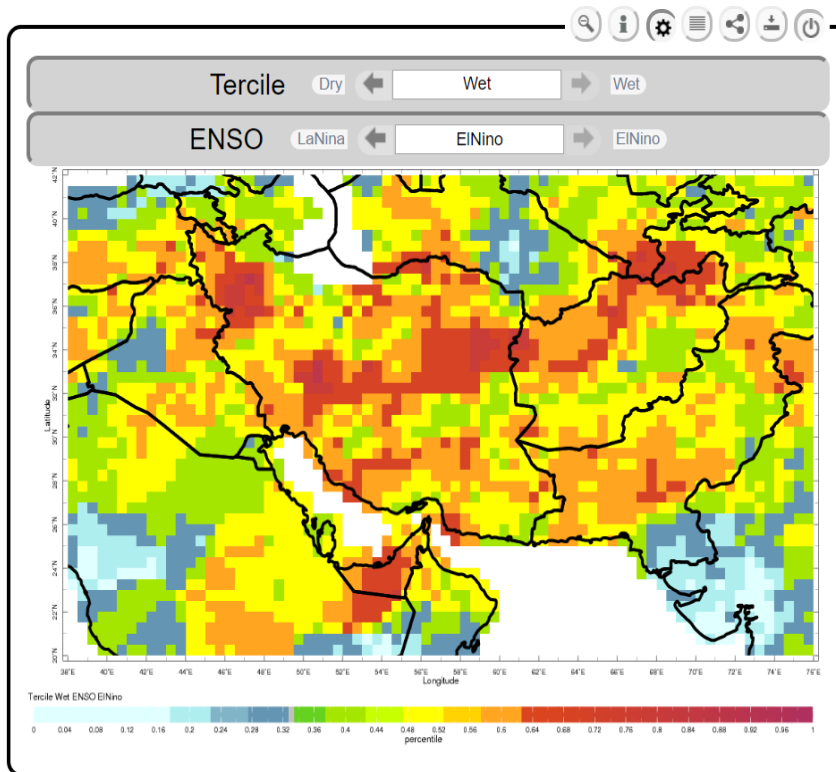 Tercile Dry Wet Wet
ENSO LaNina ElNino ElNino
42°N
40°N
38°N
36°N
34°N
32°N
30°N
28°N
26°N
24°N
22°N
20°N
Latitude
38°E 40°E 42°E 44°E 46°E 48°E 50°E 52°E 54°E 56°E 58°E 60°E 62°E 64°E 66°E 68°E 70°E 72°E 74°E 76°E
Longitude
Tercile Wet ENSO ElNino
0 0.04 0.08 0.12 0.16 0.2 0.24 0.28 0.32 0.36 0.4 0.44 0.48 0.52 0.56 0.6 0.64 0.68 0.72 0.76 0.8 0.84 0.88 0.92 0.96 1
percentile